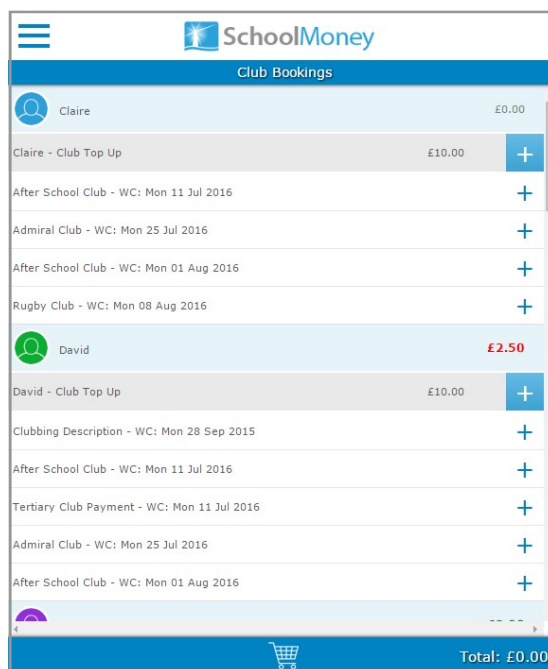 SchoolMoney
Club Bookings
Claire £0.00
Claire - Club Top Up £10.00 +
After School Club - WC: Mon 11 Jul 2016 +
Admiral Club - WC: Mon 25 Jul 2016 +
After School Club - WC: Mon 01 Aug 2016 +
Rugby Club - WC: Mon 08 Aug 2016 +
David £2.50
David - Club Top Up £10.00 +
Clubbing Description - WC: Mon 28 Sep 2015 +
After School Club - WC: Mon 11 Jul 2016 +
Tertiary Club Payment - WC: Mon 11 Jul 2016 +
Admiral Club - WC: Mon 25 Jul 2016 +
After School Club - WC: Mon 01 Aug 2016 +
Total: £0.00